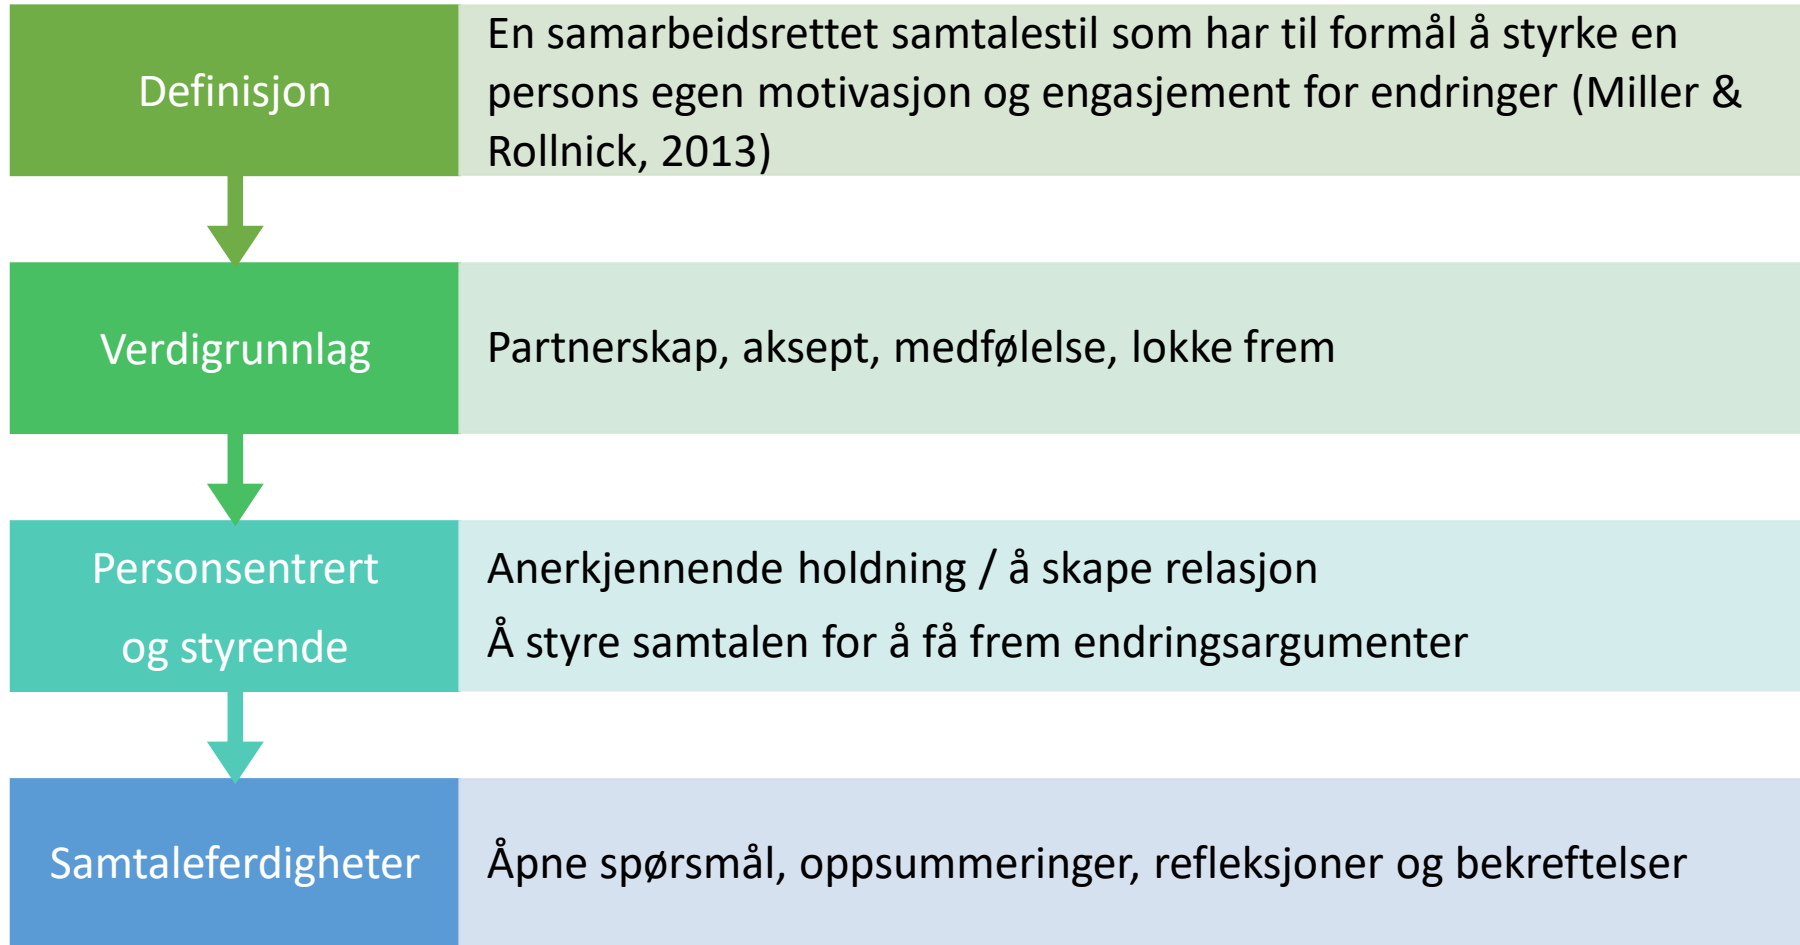 Definisjon
En samarbeidsrettet samtalestil som har til formål å styrke en
persons egen motivasjon og engasjement for endringer (Miller &
Rollnick, 2013)
Verdigrunnlag
Partnerskap, aksept, medfølelse, lokke frem
Personsentrert
og styrende
Anerkjennende holdning / å skape relasjon
Å styre samtalen for å få frem endringsargumenter
Samtaleferdigheter
Åpne spørsmål, oppsummeringer, refleksjoner og bekreftelser